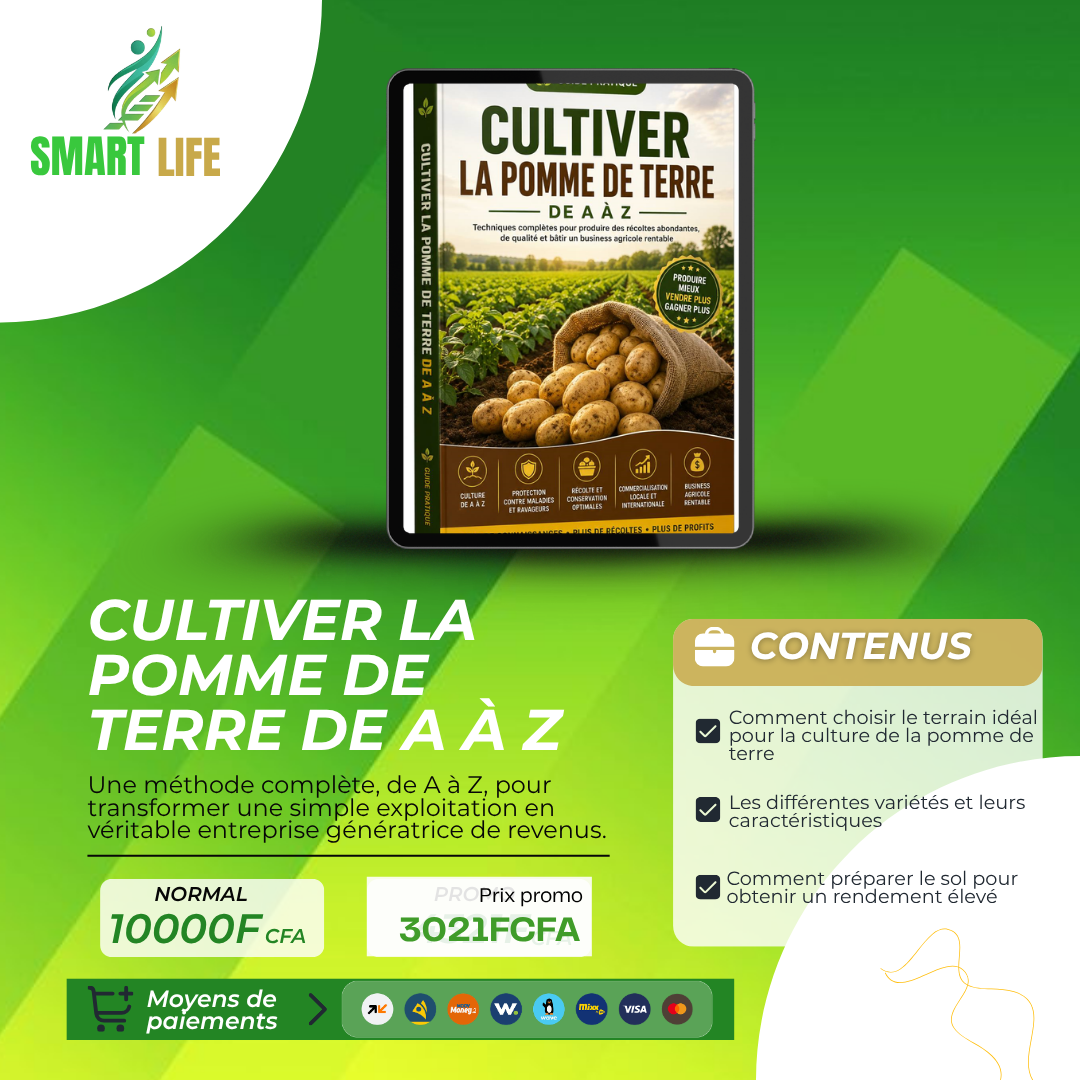 SMART LIFE
CULTIVER
LA POMME DE TERRE
DE A À Z
Techniques complètes pour produire des récoltes abondantes,
de qualité et bâtir un business agricole rentable
PRODUIRE
MIEUX
VENDRE PLUS
GAGNER PLUS
CULTIVER LA POMME DE TERRE DE A À Z
GUIDE PRATIQUE
CULTURE
DE A À Z
PROTECTION
CONTRE MALADIES
ET RAVAGEURS
RÉCOLTE ET
CONSERVATION
OPTIMALES
COMMERCIALISATION
LOCALE ET
INTERNATIONALE
BUSINESS
AGRICOLE
RENTABLE
• PLUS DE RÉCOLTES • PLUS DE PROFITS
CULTIVER LA
POMME DE
TERRE DE A À Z
Une méthode complète, de A à Z, pour
transformer une simple exploitation en
véritable entreprise génératrice de revenus.
NORMAL
10000F CFA
Prix promo
3021FCFA
Moyens de
paiements
Money
W.
wave
mixx
VISA
CONTENUS
Comment choisir le terrain idéal
pour la culture de la pomme de
terre
Les différentes variétés et leurs
caractéristiques
Comment préparer le sol pour
obtenir un rendement élevé